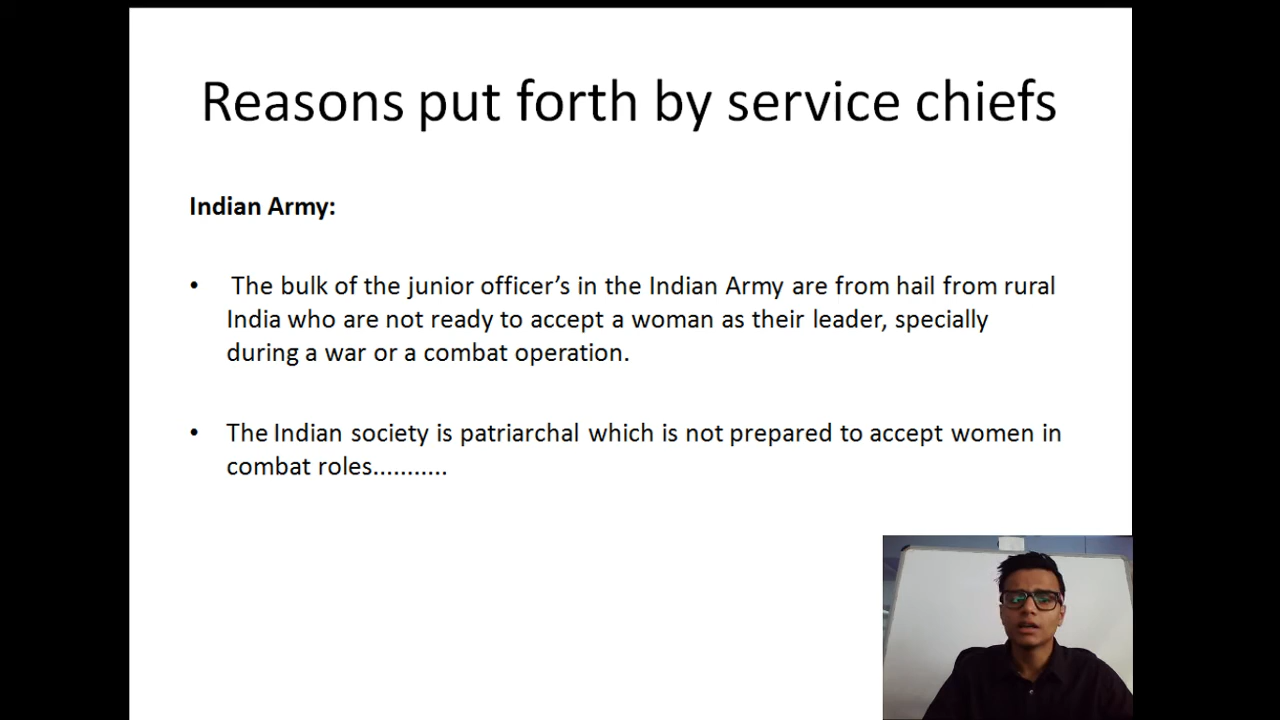 Reasons put forth by service chiefs
Indian Army:
• The bulk of the junior officer’s in the Indian Army are from hail from rural
India who are not ready to accept a woman as their leader, specially
during a war or a combat operation.
• The Indian society is patriarchal which is not prepared to accept women in
combat roles...........